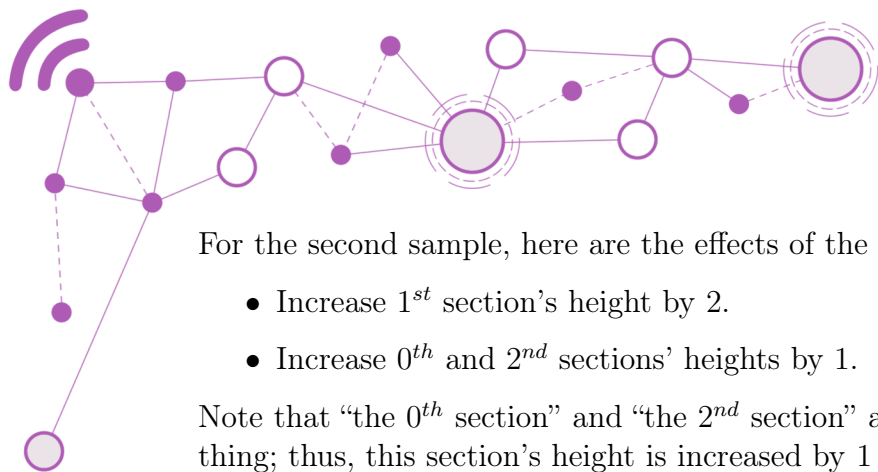 For the second sample, here are the effects of the
• Increase 1st section's height by 2.
• Increase 0th and 2nd sections' heights by 1.
Note that “the 0th section” and “the 2nd section” a
thing; thus, this section's height is increased by 1